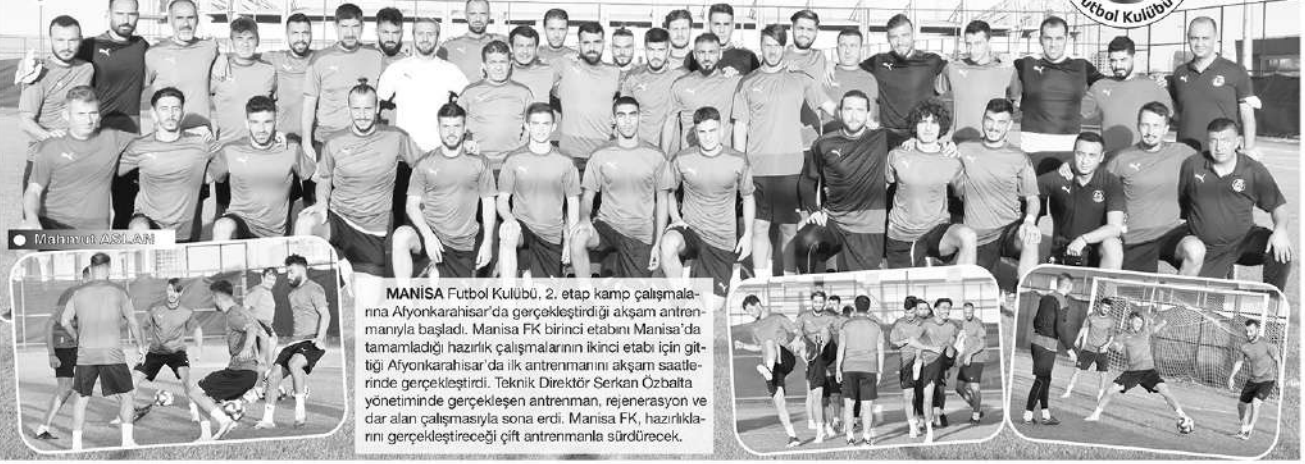 Futbol Kulübü
● Mahmut ASLAN
MANİSA Futbol Kulübü, 2. etap kamp çalışmala-
rına Afyonkarahisar'da gerçekleştirdiği akşam antren-
manıyla başladı. Manisa FK birinci etabını Manisa'da
tamamladığı hazırlık çalışmalarının ikinci etabı için git-
tiği Afyonkarahisar'da ilk antrenmanını akşam saatle-
rinde gerçekleştirdi. Teknik Direktör Serkan Özbalta
yönetiminde gerçekleşen antrenman, rejenerasyon ve
dar alan çalışmasıyla sona erdi. Manisa FK, hazırlıkla-
rını gerçekleştireceği çift antrenmanla sürdürecek.